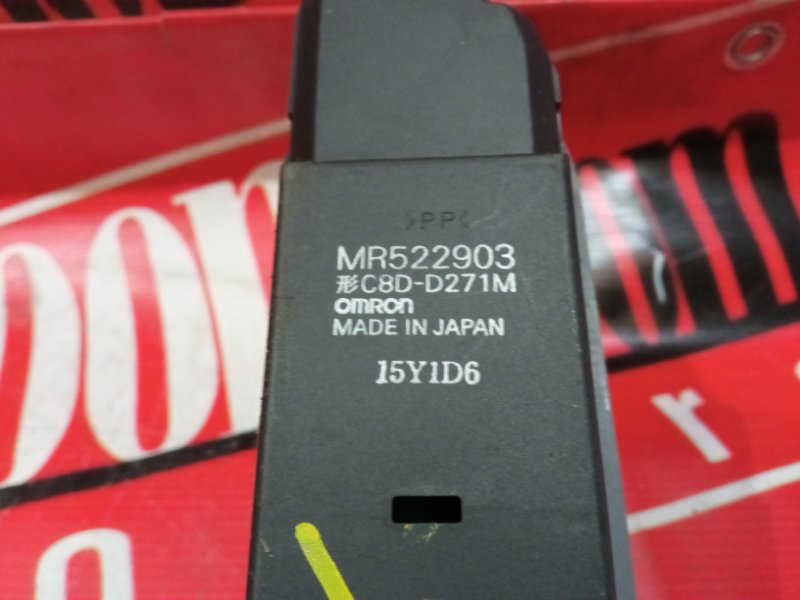 >PP<
MR522903
形C8D-D271M
omron
MADE IN JAPAN
15Y1D6